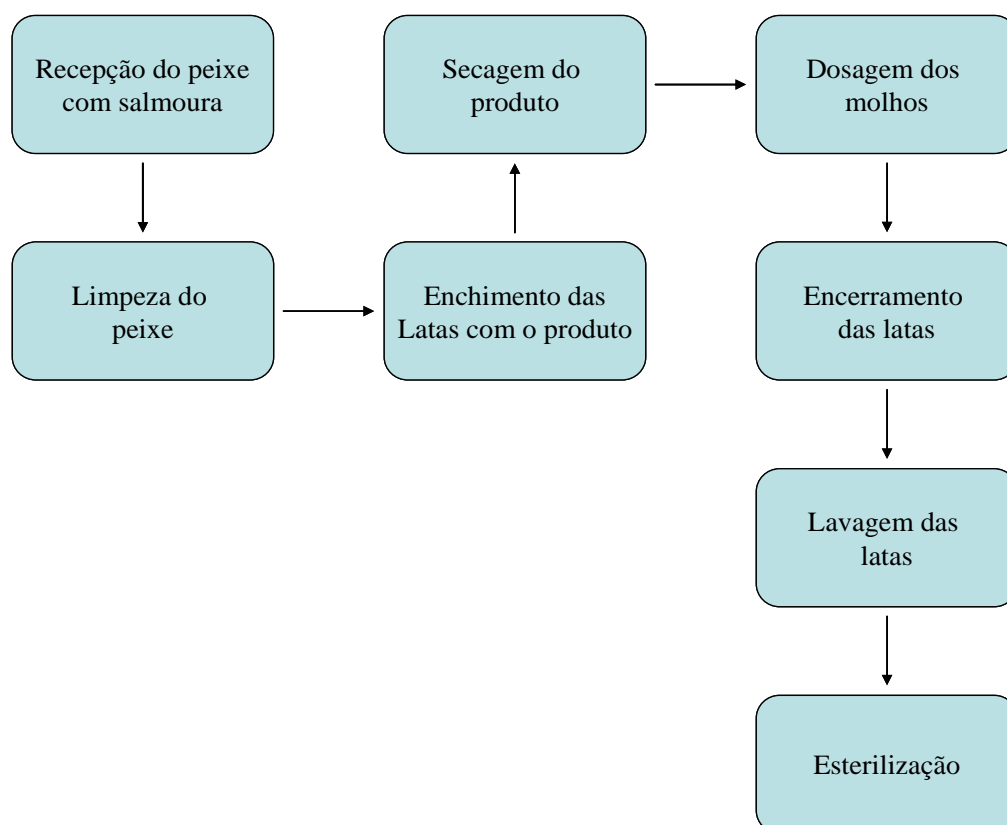 Recepção do peixe
com salmoura
Limpeza do
peixe
Enchimento das
Latas com o produto
Secagem do
produto
Dosagem dos
molhos
Encerramento
das latas
Lavagem das
latas
Esterilização